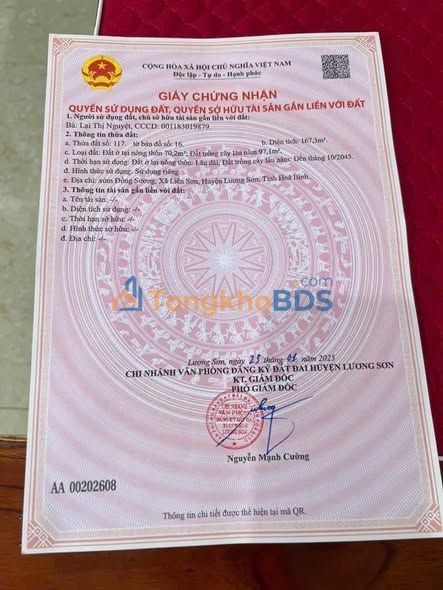 CỘNG HÒA XÃ HỘI CHỦ NGHĨA VIỆT NAM
Độc lập - Tự do - Hạnh phúc
GIẤY CHỨNG NHẬN
QUYỀN SỬ DỤNG ĐẤT, QUYỀN SỞ HỮU TÀI SẢN GẮN LIỀN VỚI ĐẤT
1. Người sử dụng đất, chủ sở hữu tài sản gắn liền với đất:
Bà: Lại Thị Nguyệt, CCCD: 001183019879.
2. Thông tin thửa đất:
a. Thửa đất số: 117. tờ bản đồ số: 16. b. Diện tích: 167,3m².
c. Loại đất: Đất ở tại nông thôn 70,2m²; Đất trồng cây lâu năm 97,1m².
d. Thời hạn sử dụng: Đất ở tại nông thôn: Lâu dài; Đất trồng cây lâu năm: Đến tháng 10/2045.
đ. Hình thức sử dụng: Sử dụng riêng.
e. Địa chỉ: xóm Đồng Sương, Xã Liên Sơn, Huyện Lương Sơn, Tỉnh Hoà Bình.
3. Thông tin tài sản gắn liền với đất:
a. Tên tài sản: -/-
b. Diện tích sử dụng: -/-
c. Thời hạn sở hữu: -/-
d. Hình thức sở hữu: -/-
đ. Địa chỉ: -/-
TongkhoBDS.com
Lương Sơn, ngày 25 tháng 01 năm 2025
CHI NHÁNH VĂN PHÒNG ĐĂNG KÝ ĐẤT ĐAI HUYỆN LƯƠNG SƠN
KT. GIÁM ĐỐC
PHÓ GIÁM ĐỐC
CHI NHÁNH
VĂN PHÒNG
ĐĂNG KÝ ĐẤT ĐAI
LƯƠNG SƠN
Nguyễn Mạnh Cường
AA 00202608
Thông tin chi tiết được thể hiện tại mã QR.